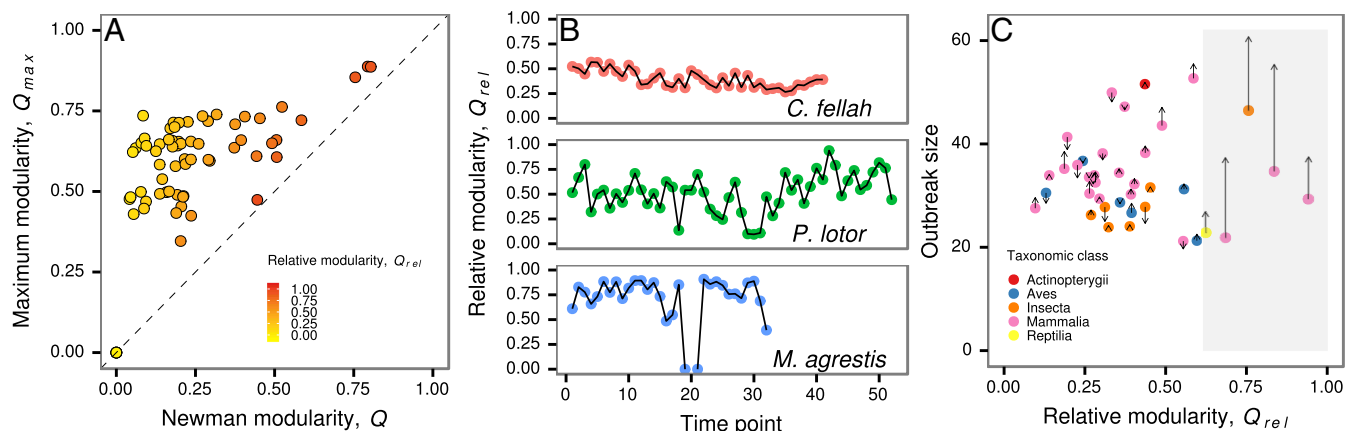 A
Maximum modularity, Qmax
1.00
0.75
0.50
0.25
0.00
0.00 0.25 0.50 0.75 1.00
Newman modularity, Q
Relative modularity, Qrel
1.00
0.75
0.50
0.25
0.00
B
Relative modularity, Qrel
1.00
0.75
0.50
0.25
0.00
C. fellah
1.00
0.75
0.50
0.25
0.00
P. lotor
1.00
0.75
0.50
0.25
0.00
M. agrestis
0 10 20 30 40 50
Time point
C
Outbreak size
60
40
20
0
Taxonomic class
Actinopterygii
Aves
Insecta
Mammalia
Reptilia
0.00 0.25 0.50 0.75 1.00
Relative modularity, Qrel